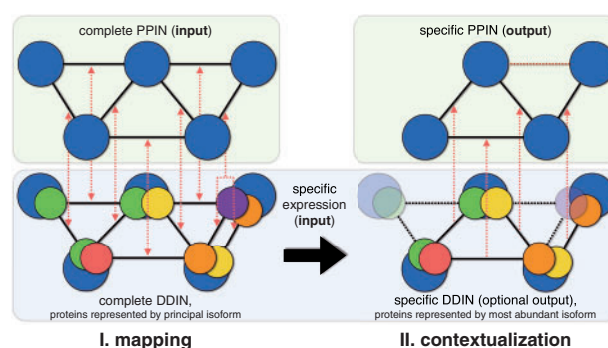 complete PPIN (input)
specific PPIN (output)
specific
expression
(input)
complete DDIN,
proteins represented by principal isoform
specific DDIN (optional output),
proteins represented by most abundant isoform
I. mapping
II. contextualization